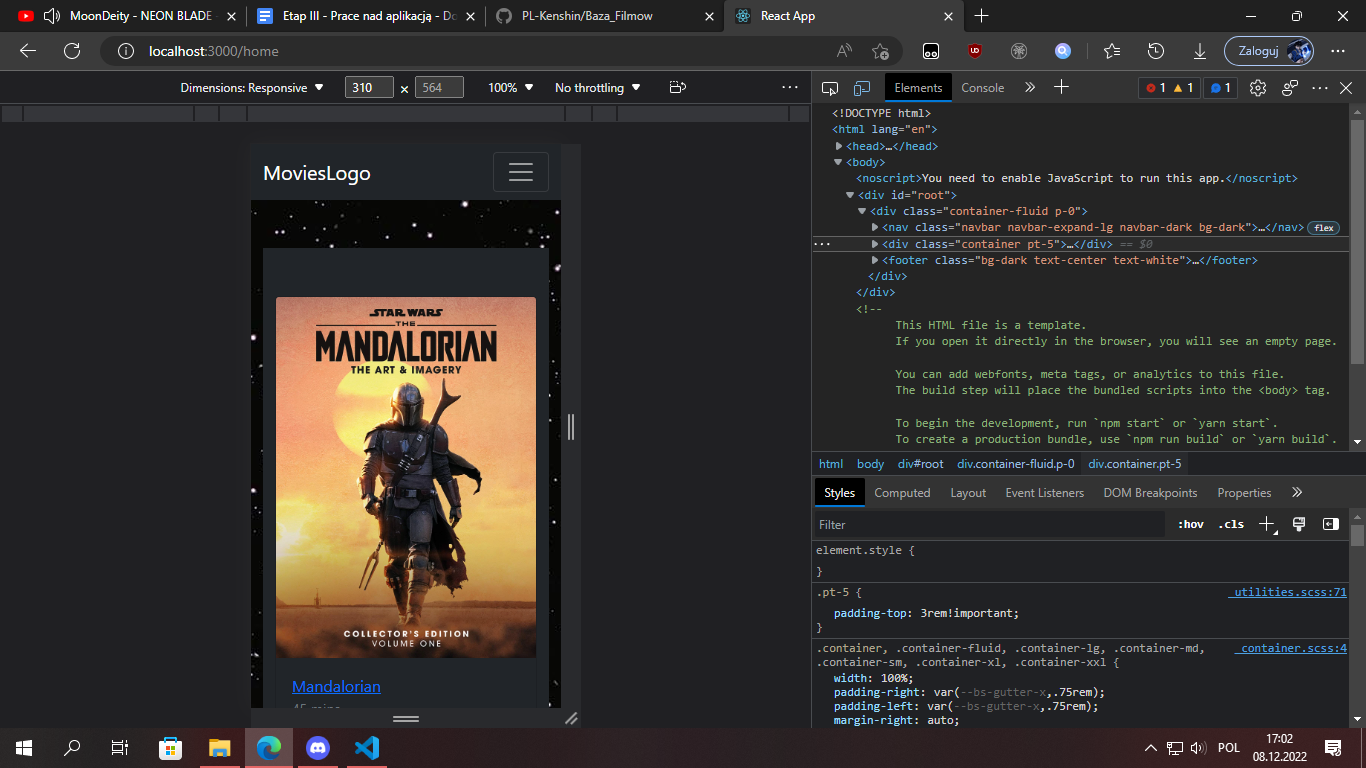 MoonDeity - NEON BLADE
Etap III - Prace nad aplikacją - Do
PL-Kenshin/Baza_Filmow
React App
localhost:3000/home
Zaloguj
Dimensions: Responsive
310
×
564
100%
No throttling
Elements
Console
1
1
1
<!DOCTYPE html>
<html lang="en">
<head>…</head>
<body>
<noscript>You need to enable JavaScript to run this app.</noscript>
<div id="root">
<div class="container-fluid p-0">
<nav class="navbar navbar-expand-lg navbar-dark bg-dark">…</nav> flex
<div class="container pt-5">…</div> == $0
<footer class="bg-dark text-center text-white">…</footer>
</div>
</div>
<!--
This HTML file is a template.
If you open it directly in the browser, you will see an empty page.
You can add webfonts, meta tags, or analytics to this file.
The build step will place the bundled scripts into the <body> tag.
To begin the development, run `npm start` or `yarn start`.
To create a production bundle, use `npm run build` or `yarn build`.
html body div#root div.container-fluid.p-0 div.container.pt-5
Styles Computed Layout Event Listeners DOM Breakpoints Properties
Filter
:hov .cls
element.style {
}
.pt-5 {
_utilities.scss:71
padding-top: 3rem!important;
}
.container, .container-fluid, .container-lg, .container-md,
_container.scss:4
.container-sm, .container-xl, .container-xxl {
width: 100%;
padding-right: var(--bs-gutter-x,.75rem);
padding-left: var(--bs-gutter-x,.75rem);
margin-right: auto;
MoviesLogo
STAR WARS
THE
MANDALORIAN
THE ART & IMAGERY
COLLECTOR'S EDITION
VOLUME ONE
Mandalorian
45 mins
POL
17:02
08.12.2022